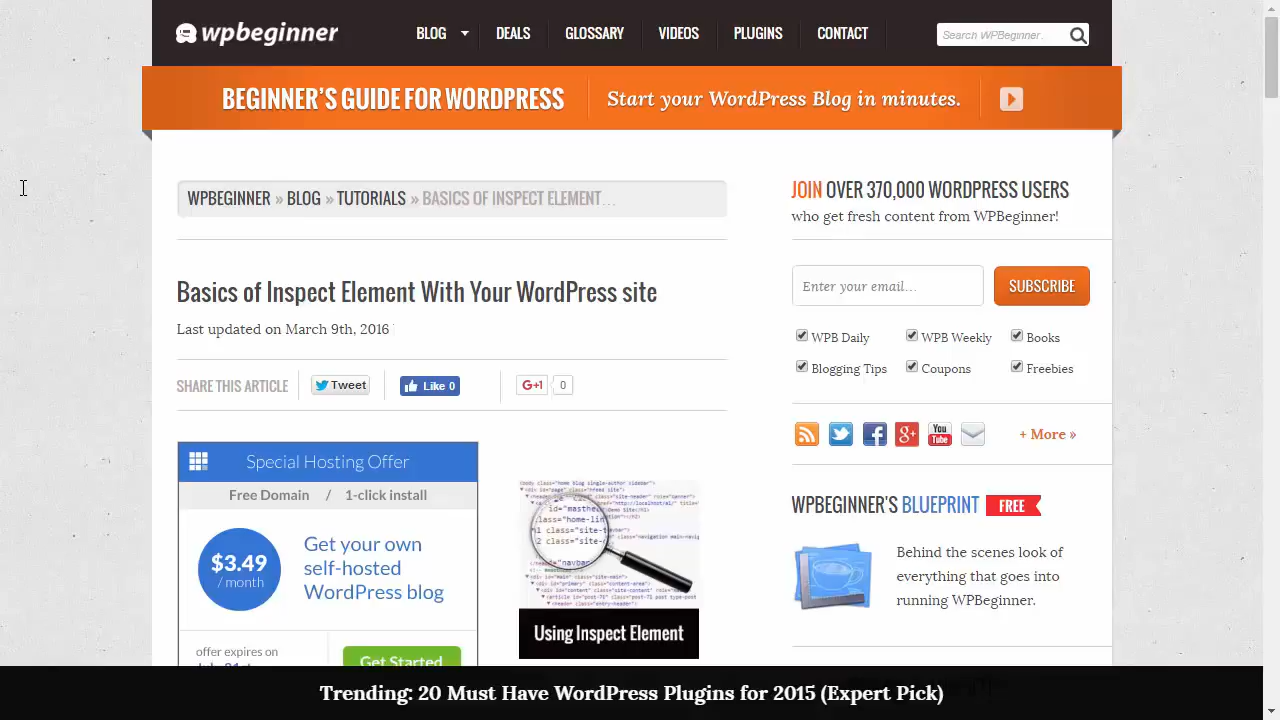 wpbeginner
BLOG DEALS GLOSSARY VIDEOS PLUGINS CONTACT
Search WPBeginner.
BEGINNER'S GUIDE FOR WORDPRESS
Start your WordPress Blog in minutes.
WPBEGINNER » BLOG » TUTORIALS » BASICS OF INSPECT ELEMENT…
Basics of Inspect Element With Your WordPress site
Last updated on March 9th, 2016
SHARE THIS ARTICLE
Tweet
Like 0
G+1 0
Special Hosting Offer
Free Domain / 1-click install
$3.49
/ month
Get your own
self-hosted
WordPress blog
offer expires on
Get Started
Using Inspect Element
JOIN OVER 370,000 WORDPRESS USERS
who get fresh content from WPBeginner!
Enter your email…
SUBSCRIBE
WPB Daily WPB Weekly Books
Blogging Tips Coupons Freebies
You
Tube
+ More »
WPBEGINNER'S BLUEPRINT FREE
Behind the scenes look of
everything that goes into
running WPBeginner.
Trending: 20 Must Have WordPress Plugins for 2015 (Expert Pick)